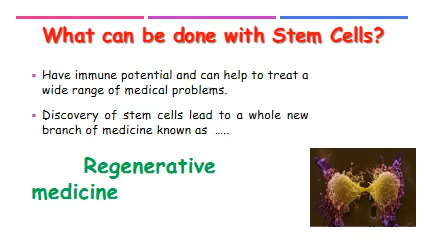 What can be done with Stem Cells?
Have immune potential and can help to treat a
wide range of medical problems.
Discovery of stem cells lead to a whole new
branch of medicine known as .....
Regenerative
medicine